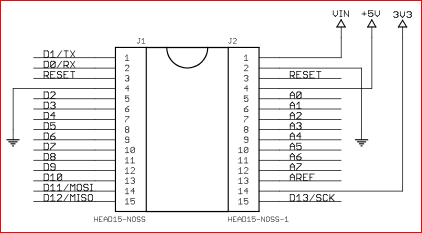 VIN +5V 3V3
J1 J2
D1/TX 1 1
D0/RX 2 2
RESET 3 3 RESET
4 4
D2 5 5 A0
D3 6 6 A1
D4 7 7 A2
D5 8 8 A3
D6 9 9 A4
D7 10 10 A5
D8 11 11 A6
D9 12 12 A7
D10 13 13 AREF
D11/MOSI 14 14
D12/MISO 15 15 D13/SCK
HEAD15-NOSS HEAD15-NOSS-1